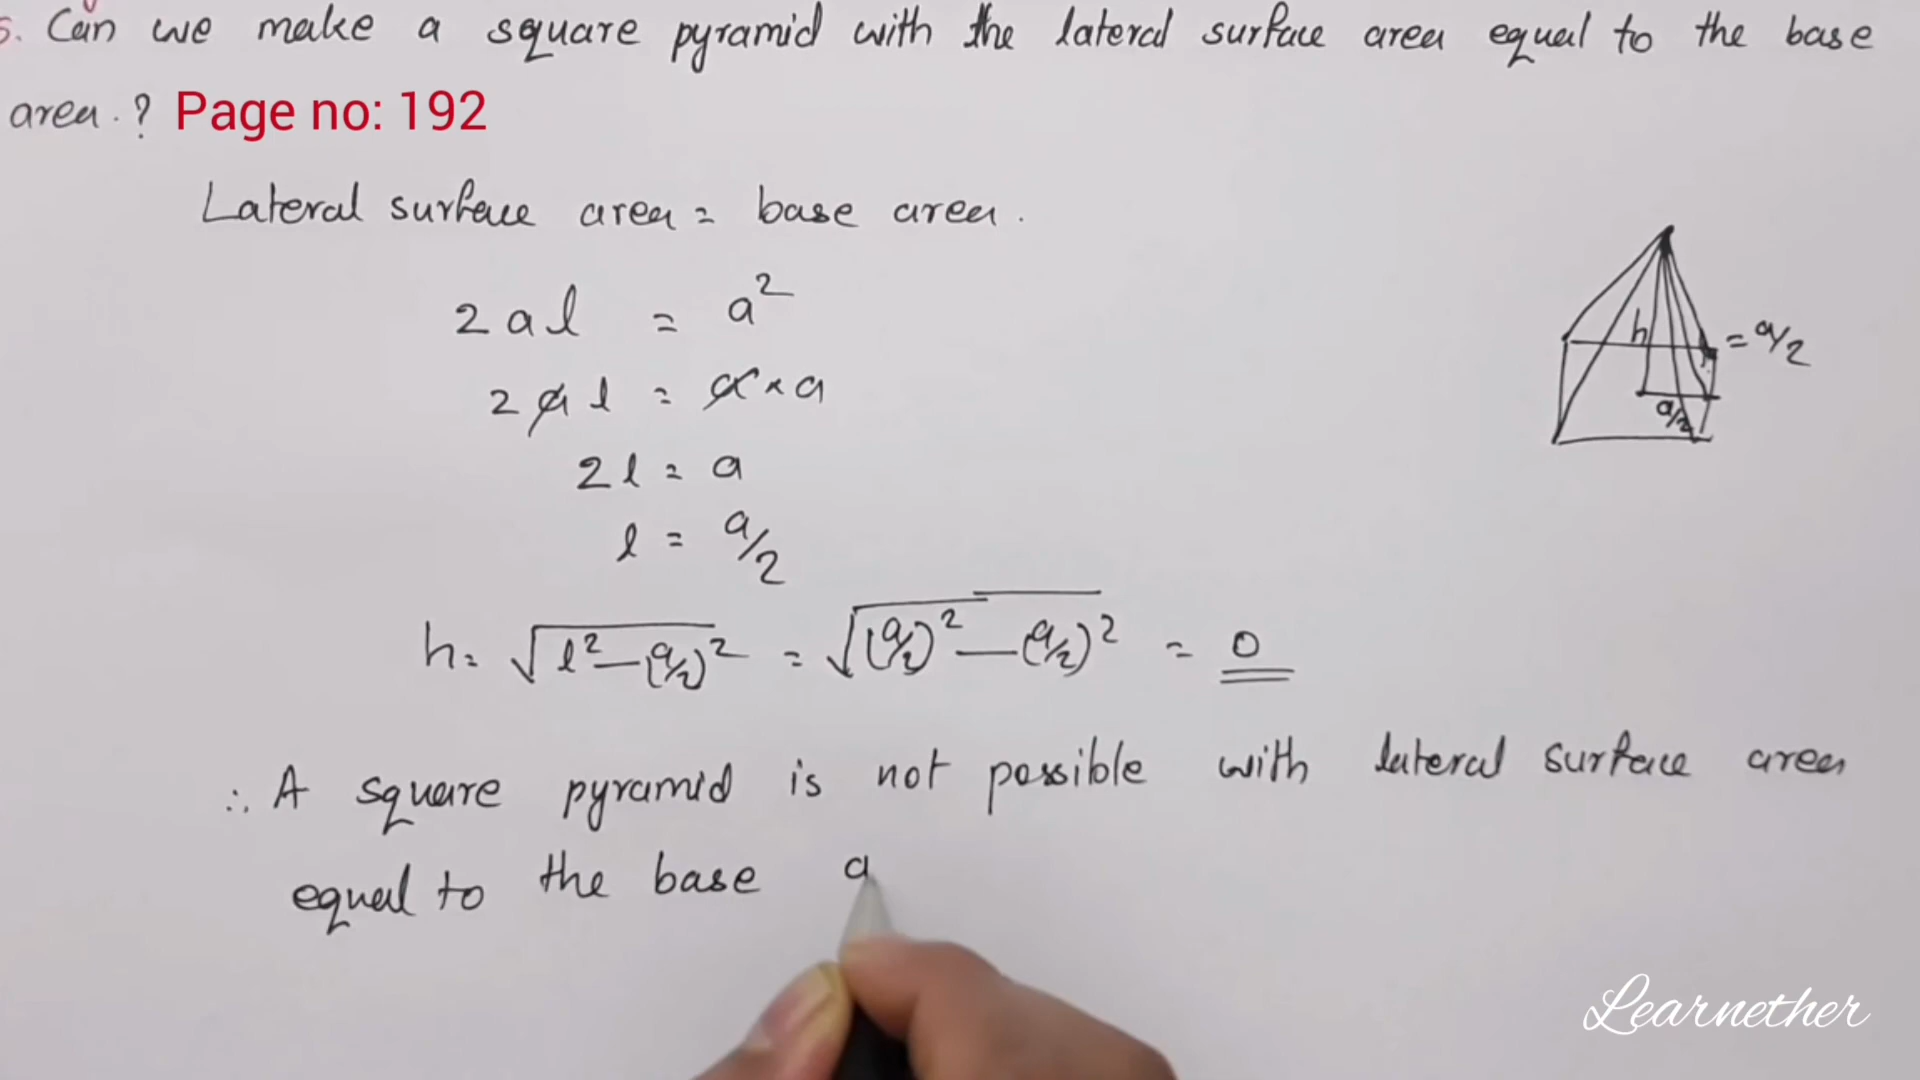 5. Can we make a square pyramid with the lateral surface area equal to the base
area.? Page no: 192
Lateral surface area = base area.
2al = a²
2al = a × a
2l = a
l = a/2
h = √l² - (a/2)² = √(a/2)² - (a/2)² = 0
h
= a/2
a/2
∴ A square pyramid is not possible with lateral surface area
equal to the base a
Learnether